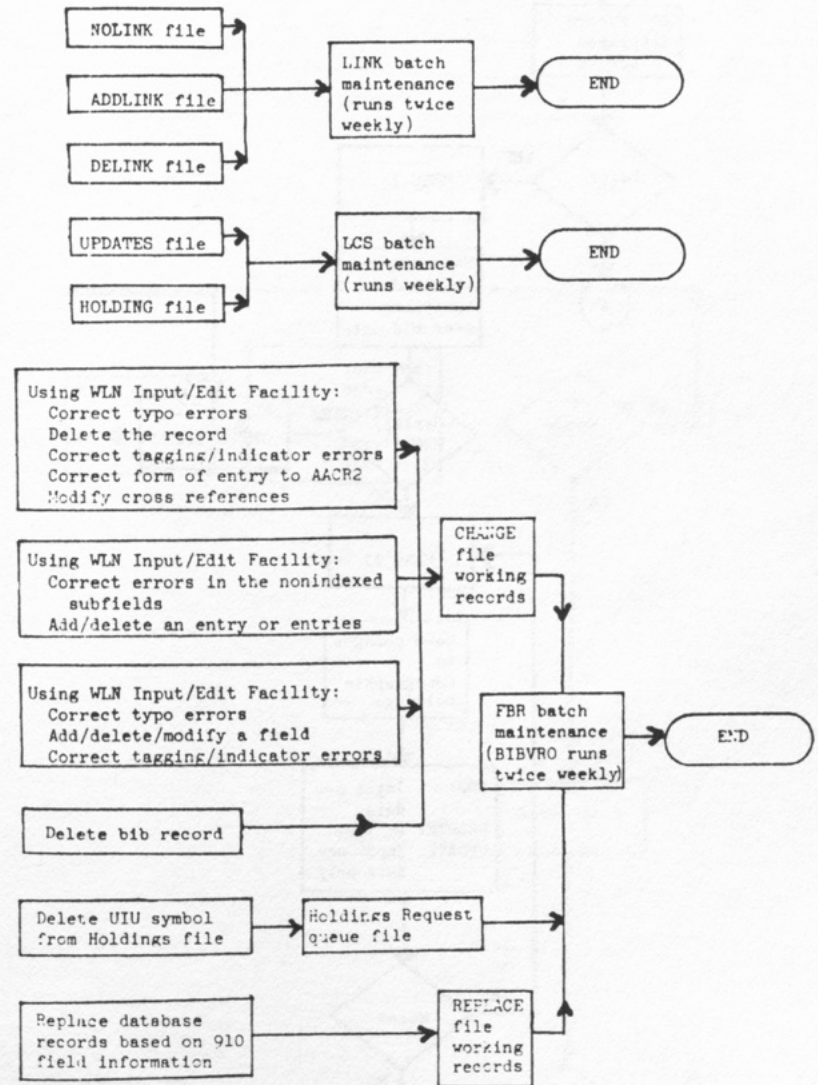 NOLINK file
ADDLINK file
DELINK file
LINK batch
maintenance
(runs twice
weekly)
END
UPDATES file
HOLDING file
LCS batch
maintenance
(runs weekly)
END
Using WLN Input/Edit Facility:
Correct typo errors
Delete the record
Correct tagging/indicator errors
Correct form of entry to AACR2
Modify cross references
Using WLN Input/Edit Facility:
Correct errors in the nonindexed
subfields
Add/delete an entry or entries
Using WLN Input/Edit Facility:
Correct typo errors
Add/delete/modify a field
Correct tagging/indicator errors
Delete bib record
CHANGE
file
working
records
FBR batch
maintenance
(BIBVRO runs
twice weekly)
END
Delete UIU symbol
from Holdings file
Holdings Request
queue file
Replace database
records based on 910
field information
REPLACE
file
working
records